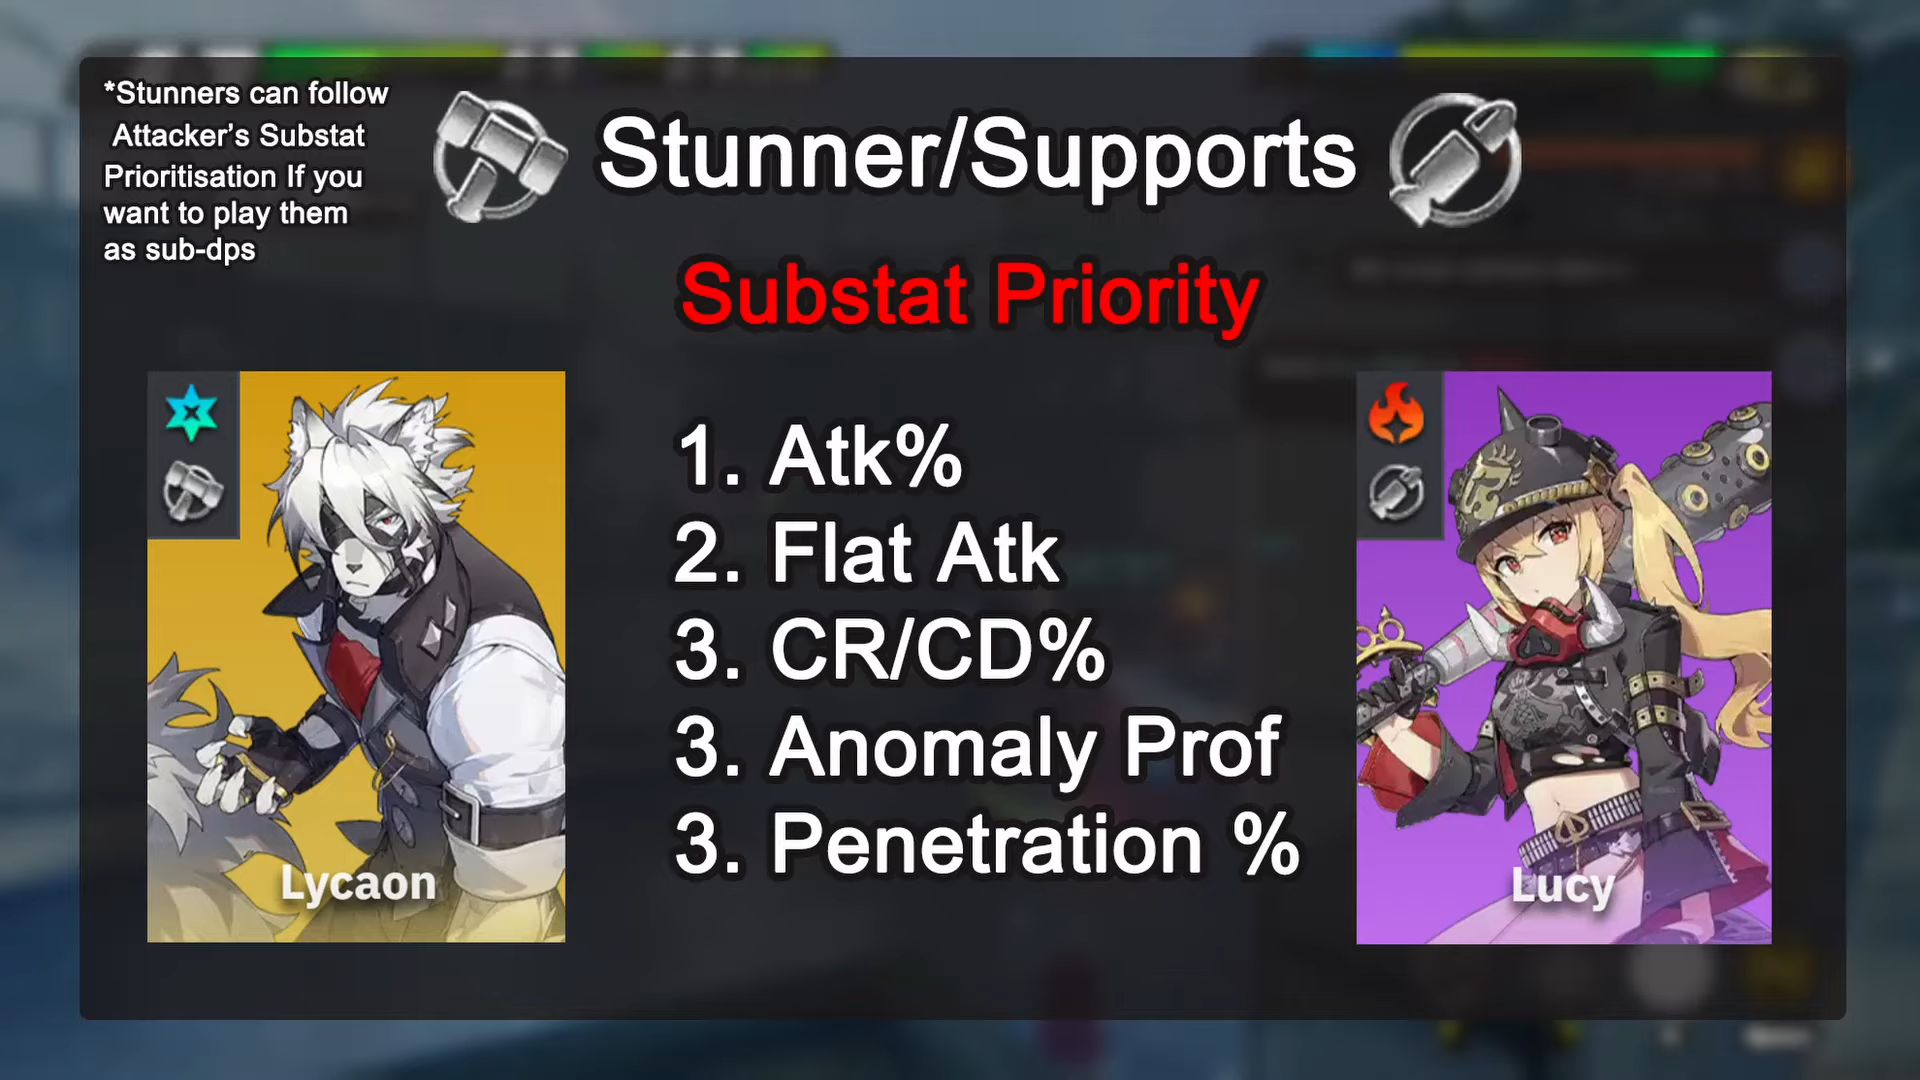 *Stunners can follow
Attacker's Substat
Prioritisation If you
want to play them
as sub-dps
Stunner/Supports
Substat Priority
1. Atk%
2. Flat Atk
3. CR/CD%
3. Anomaly Prof
3. Penetration %
Lycaon
Lucy